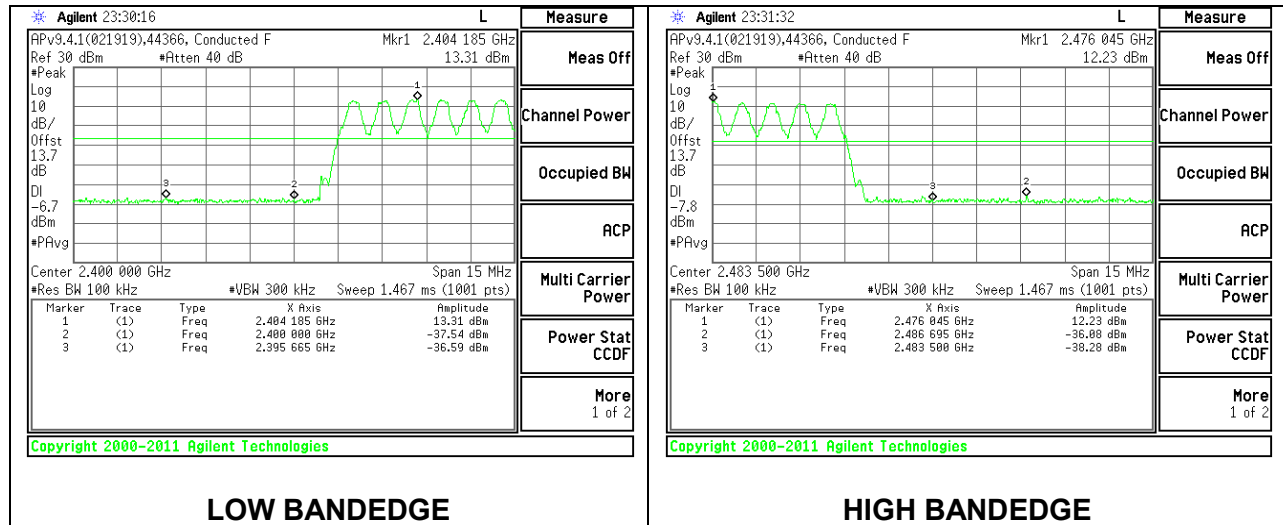 Agilent 23:30:16 L Measure
APv9.4.1(021919),44366, Conducted F Mkr1 2.404 185 GHz
Ref 30 dBm #Atten 40 dB 13.31 dBm
Meas Off
#Peak
Log
10
dB/
Offst
13.7
dB
DI
-6.7
dBm
#PAvg
1
3
2
Channel Power
Occupied BW
ACP
Center 2.400 000 GHz Span 15 MHz
#Res BW 100 kHz #VBW 300 kHz Sweep 1.467 ms (1001 pts)
Multi Carrier
Power
Marker Trace Type X Axis Amplitude
1 (1) Freq 2.404 185 GHz 13.31 dBm
2 (1) Freq 2.400 000 GHz -37.54 dBm
3 (1) Freq 2.395 665 GHz -36.59 dBm
Power Stat
CCDF
More
1 of 2
Copyright 2000-2011 Agilent Technologies
LOW BANDEDGE
Agilent 23:31:32 L Measure
APv9.4.1(021919),44366, Conducted F Mkr1 2.476 045 GHz
Ref 30 dBm #Atten 40 dB 12.23 dBm
Meas Off
#Peak
Log
10
dB/
Offst
13.7
dB
DI
-7.8
dBm
#PAvg
1
3
2
Channel Power
Occupied BW
ACP
Center 2.483 500 GHz Span 15 MHz
#Res BW 100 kHz #VBW 300 kHz Sweep 1.467 ms (1001 pts)
Multi Carrier
Power
Marker Trace Type X Axis Amplitude
1 (1) Freq 2.476 045 GHz 12.23 dBm
2 (1) Freq 2.486 695 GHz -36.08 dBm
3 (1) Freq 2.483 500 GHz -38.28 dBm
Power Stat
CCDF
More
1 of 2
Copyright 2000-2011 Agilent Technologies
HIGH BANDEDGE